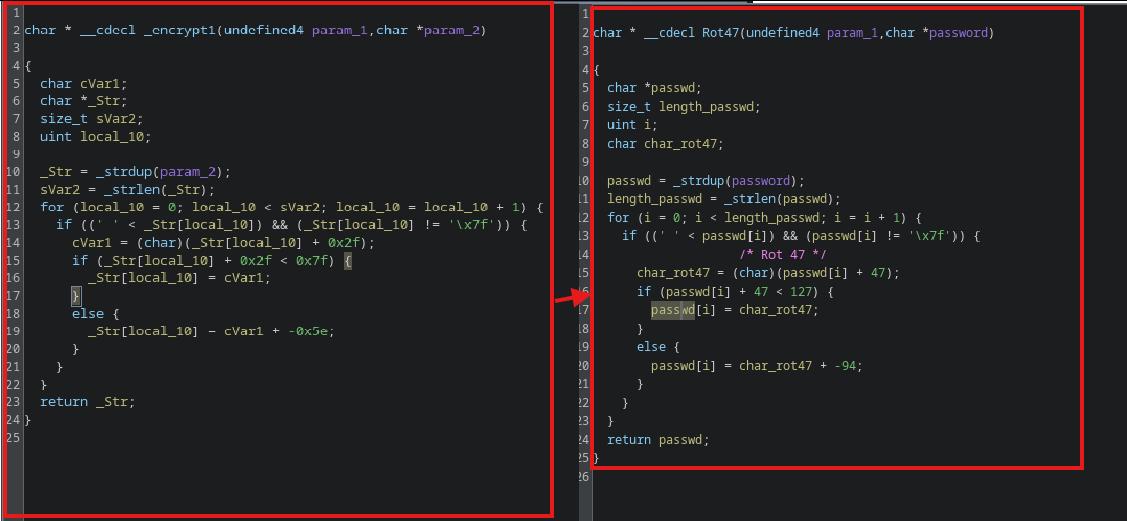 1
2 char * __cdecl _encrypt1(undefined4 param_1,char *param_2)
3
4 {
5   char cVar1;
6   char *_Str;
7   size_t sVar2;
8   uint local_10;
9
10   _Str = _strdup(param_2);
11   sVar2 = _strlen(_Str);
12   for (local_10 = 0; local_10 < sVar2; local_10 = local_10 + 1) {
13     if ((' ' < _Str[local_10]) && (_Str[local_10] != '\x7f')) {
14       cVar1 = (char)(_Str[local_10] + 0x2f);
15       if (_Str[local_10] + 0x2f < 0x7f) {
16         _Str[local_10] = cVar1;
17       }
18       else {
19         _Str[local_10] = cVar1 + -0x5e;
20       }
21     }
22   }
23   return _Str;
24 }
25
1
2 char * __cdecl Rot47(undefined4 param_1,char *password)
3
4 {
5   char *passwd;
6   size_t length_passwd;
7   uint i;
8   char char_rot47;
9
10   passwd = _strdup(password);
11   length_passwd = _strlen(passwd);
12   for (i = 0; i < length_passwd; i = i + 1) {
13     if ((' ' < passwd[i]) && (passwd[i] != '\x7f')) {
14                     /* Rot 47 */
15       char_rot47 = (char)(passwd[i] + 47);
16       if (passwd[i] + 47 < 127) {
17         passwd[i] = char_rot47;
18       }
19       else {
20         passwd[i] = char_rot47 + -94;
21       }
22     }
23   }
24   return passwd;
25 }
26